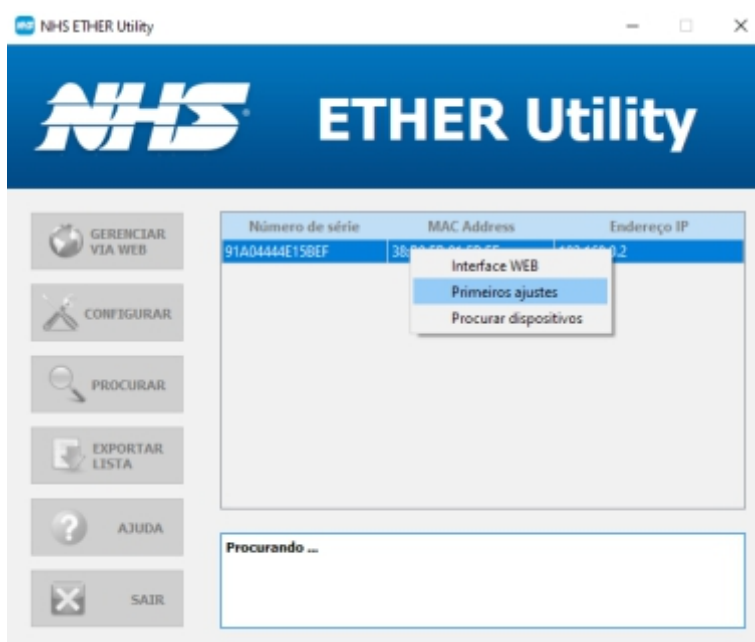 NHS ETHER Utility
NHS
ETHER Utility
GERENCIAR
VIA WEB
CONFIGURAR
PROCURAR
EXPORTAR
LISTA
AJUDA
SAIR
Número de série MAC Address Endereço IP
91A04444E15BEF
Interface WEB
Primeiros ajustes
Procurar dispositivos
Procurando ...